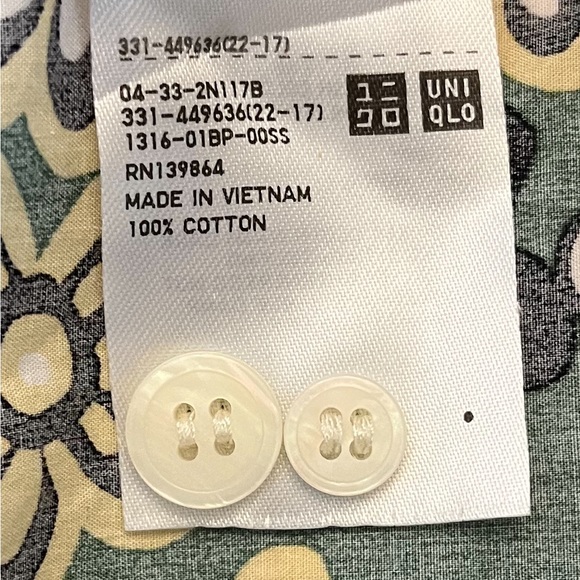 331-449636(22-17)
04-33-2N117B
331-449636(22-17)
1316-01BP-00SS
RN139864
MADE IN VIETNAM
100% COTTON
ユニ
クロ
UNI
QLO